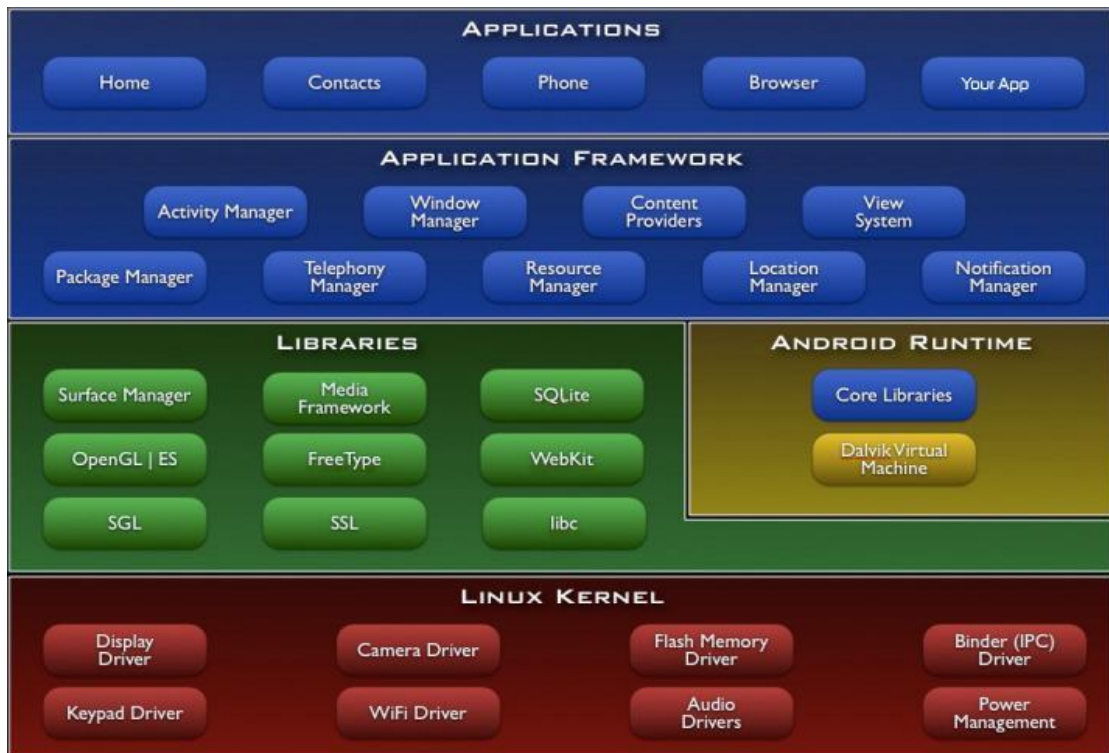 APPLICATIONS
Home
Contacts
Phone
Browser
Your App
APPLICATION FRAMEWORK
Activity Manager
Window
Manager
Content
Providers
View
System
Package Manager
Telephony
Manager
Resource
Manager
Location
Manager
Notification
Manager
LIBRARIES
Surface Manager
Media
Framework
SQLite
OpenGL | ES
FreeType
WebKit
SGL
SSL
libc
ANDROID RUNTIME
Core Libraries
Dalvik Virtual
Machine
LINUX KERNEL
Display
Driver
Camera Driver
Flash Memory
Driver
Binder (IPC)
Driver
Keypad Driver
WiFi Driver
Audio
Drivers
Power
Management